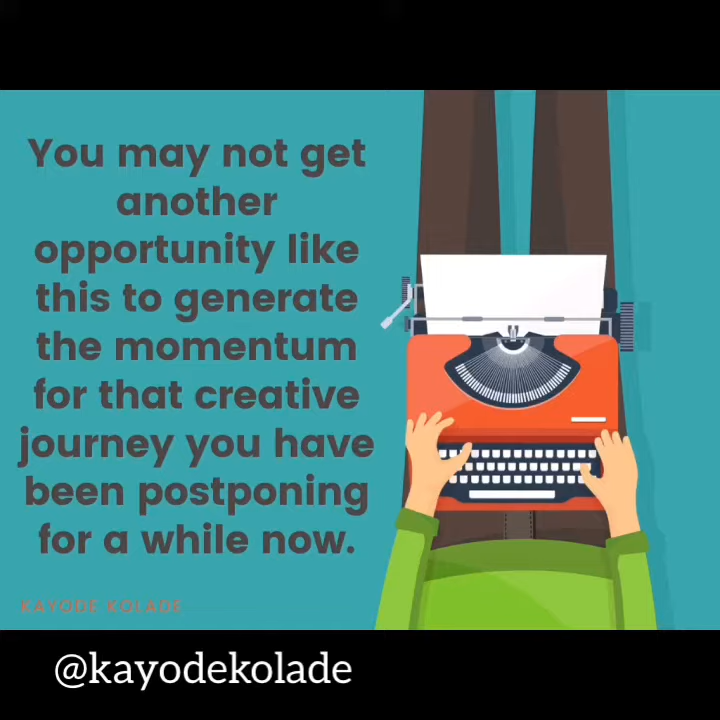 You may not get
another
opportunity like
this to generate
the momentum
for that creative
journey you have
been postponing
for a while now.
KAYODE KOLADE
@kayodekolade